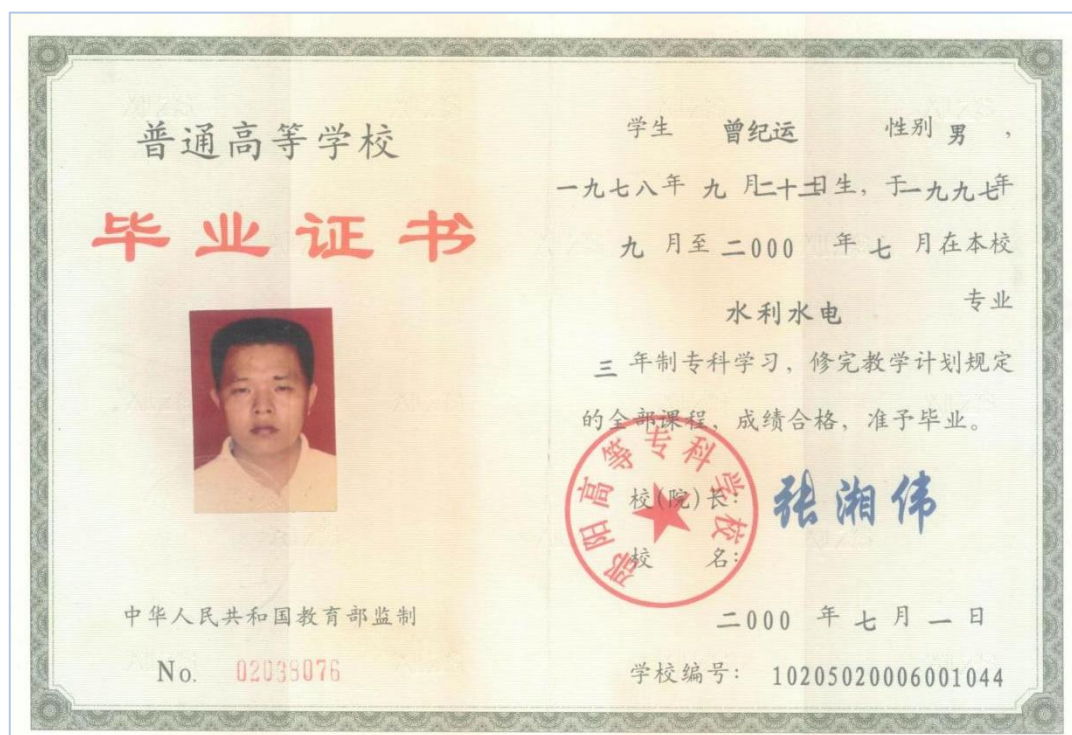 普通高等学校
毕业证书
中华人民共和国教育部监制
No. 02038076
学生 曾纪运 性别 男 ,
一九七八年 九 月二十 日生，于一九九七年
九 月至 二000 年 七 月在本校
水利水电 专业
三 年制专科学习，修完教学计划规定
的全部课程，成绩合格，准予毕业。
校(院)长: 张湘伟
校 名:
邵阳高等专科学校
二000 年 七 月 一 日
学校编号: 10205020006001044